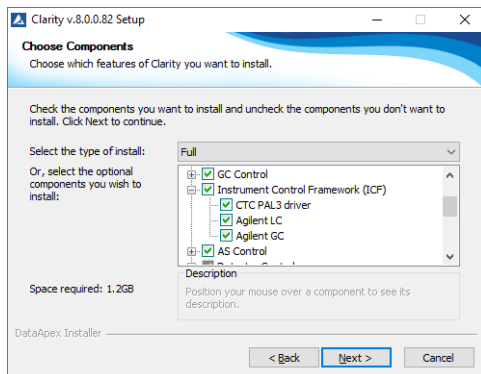 Clarity v.8.0.0.82 Setup
Choose Components
Choose which features of Clarity you want to install.
Check the components you want to install and uncheck the components you don't want to
install. Click Next to continue.
Select the type of install:
Full
Or, select the optional
components you wish to
install:
GC Control
Instrument Control Framework (ICF)
CTC PAL3 driver
Agilent LC
Agilent GC
AS Control
Space required: 1.2GB
Description
Position your mouse over a component to see its
description.
DataApex Installer
< Back
Next >
Cancel